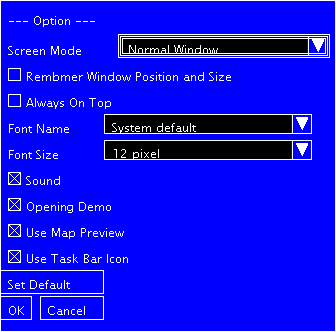 --- Option ---
Screen Mode Normal Window
Rembmer Window Position and Size
Always On Top
Font Name System default
Font Size 12 pixel
Sound
Opening Demo
Use Map Preview
Use Task Bar Icon
Set Default
OK Cancel